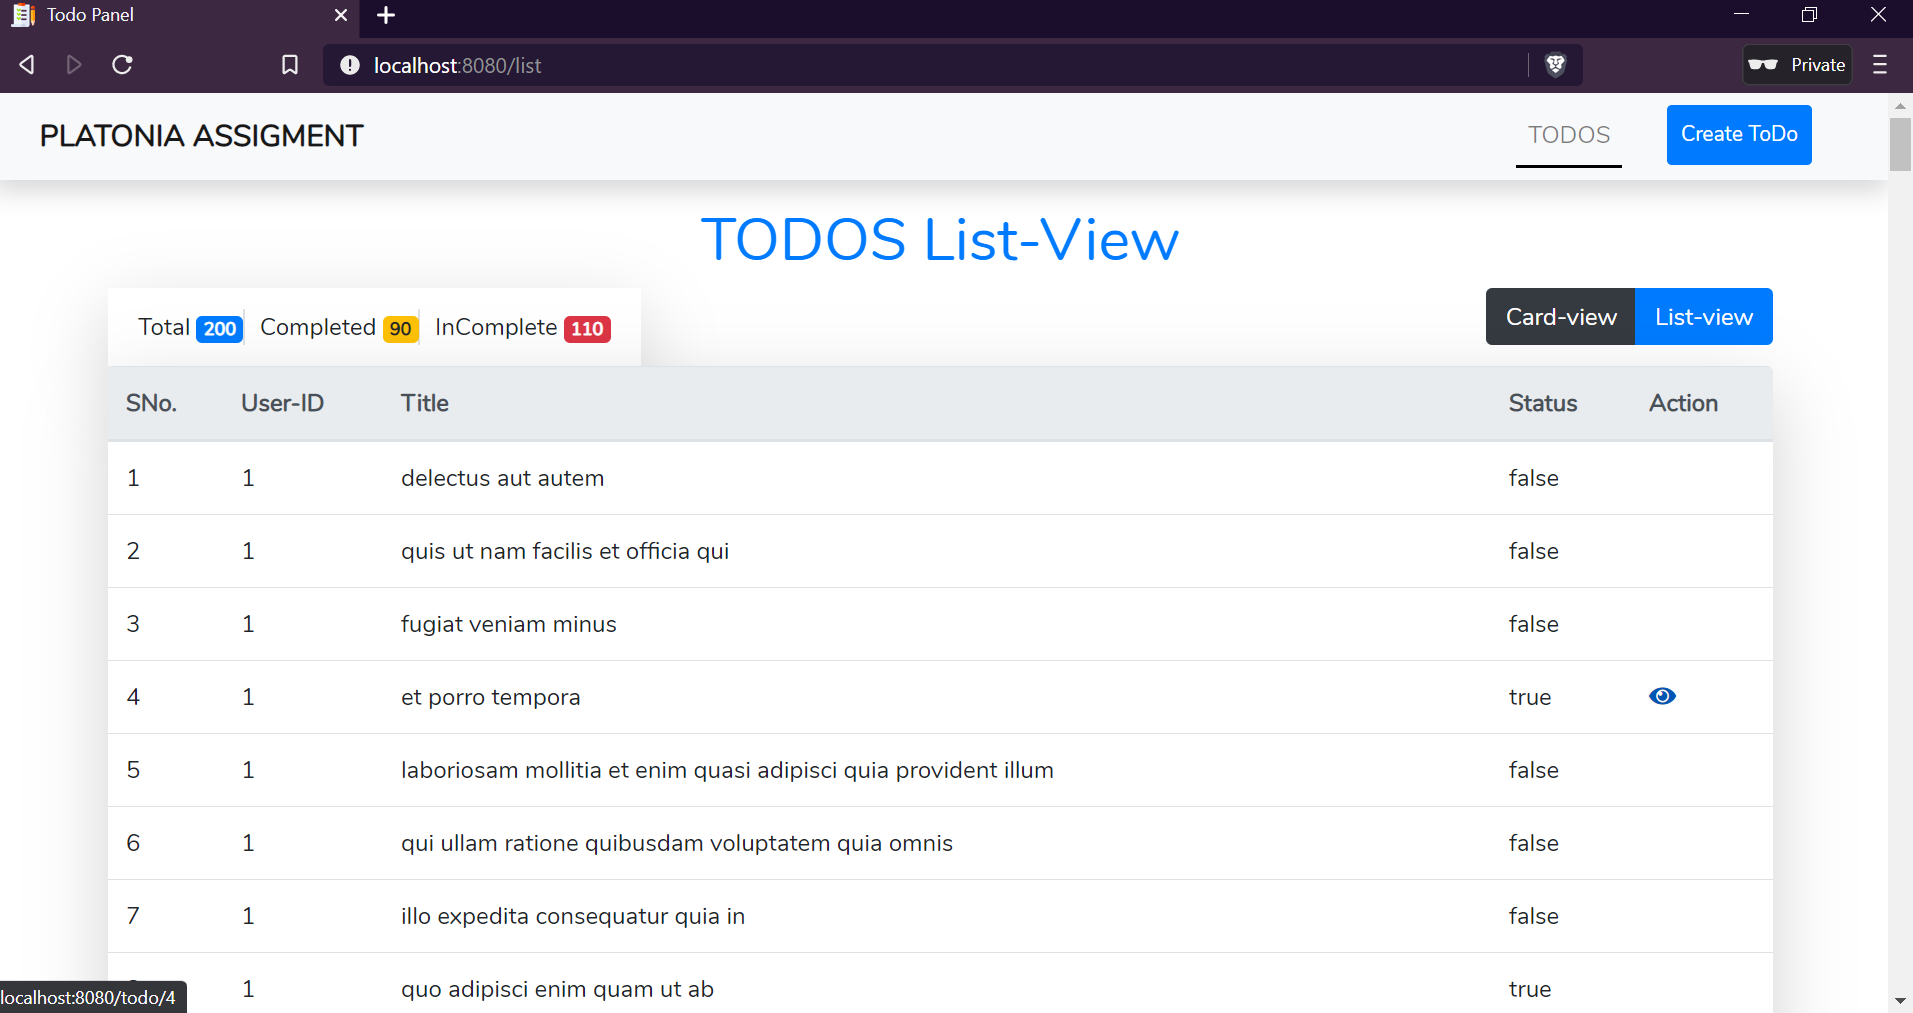 Todo Panel
localhost:8080/list
Private
PLATONIA ASSIGMENT
TODOS
Create ToDo
TODOS List-View
Total 200 Completed 90 InComplete 110
Card-view List-view
SNo. User-ID Title Status Action
1 1 delectus aut autem false
2 1 quis ut nam facilis et officia qui false
3 1 fugiat veniam minus false
4 1 et porro tempora true
5 1 laboriosam mollitia et enim quasi adipisci quia provident illum false
6 1 qui ullam ratione quibusdam voluptatem quia omnis false
7 1 illo expedita consequatur quia in false
1 quo adipisci enim quam ut ab true
localhost:8080/todo/4